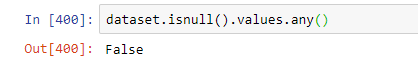 In [400]: dataset.isnull().values.any()
Out[400]: False